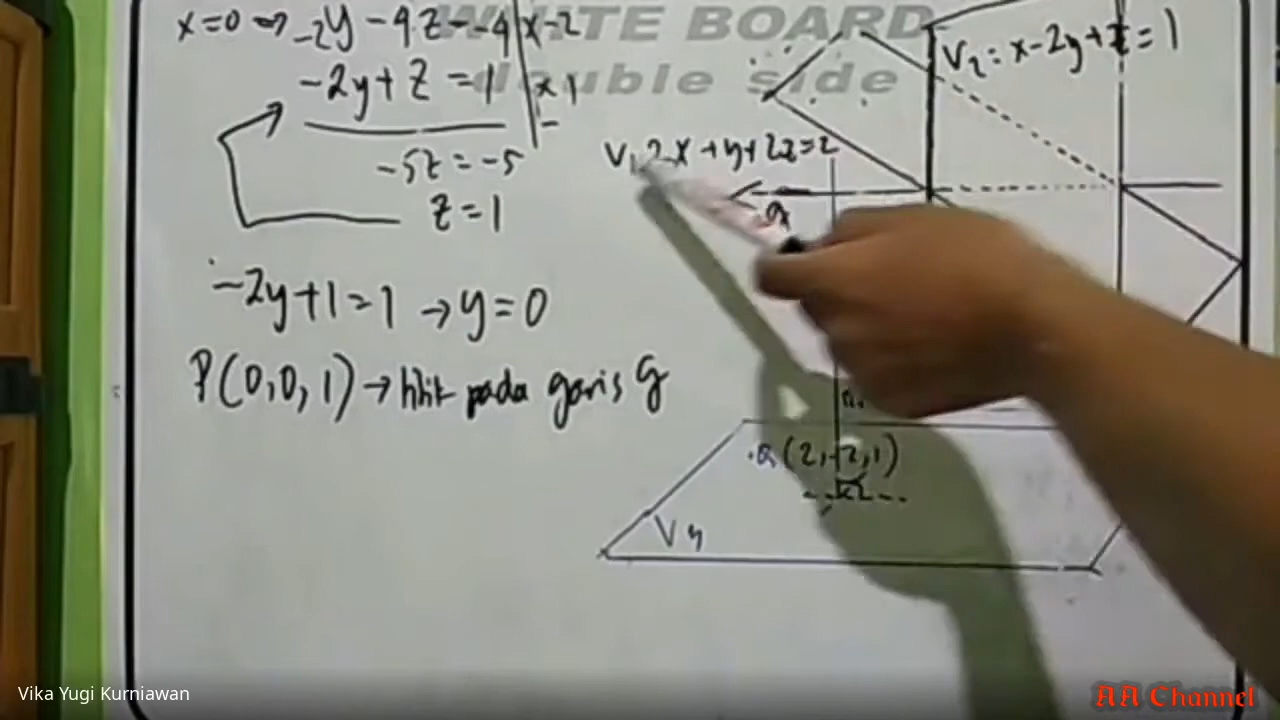 WHITE BOARD
double side
x=0 ⇒ -2y - 4z = -4 | x-2
-2y + z = 1 | x 1
-5z = -5
z = 1
-2y + 1 = 1 → y = 0
P(0,0,1) → titik pada garis g
V₂ = x - 2y + z = 1
V₁ 2x + y + 2z = 2
a
Q(2,-2,1)
V₄
Vika Yugi Kurniawan
AA Channel